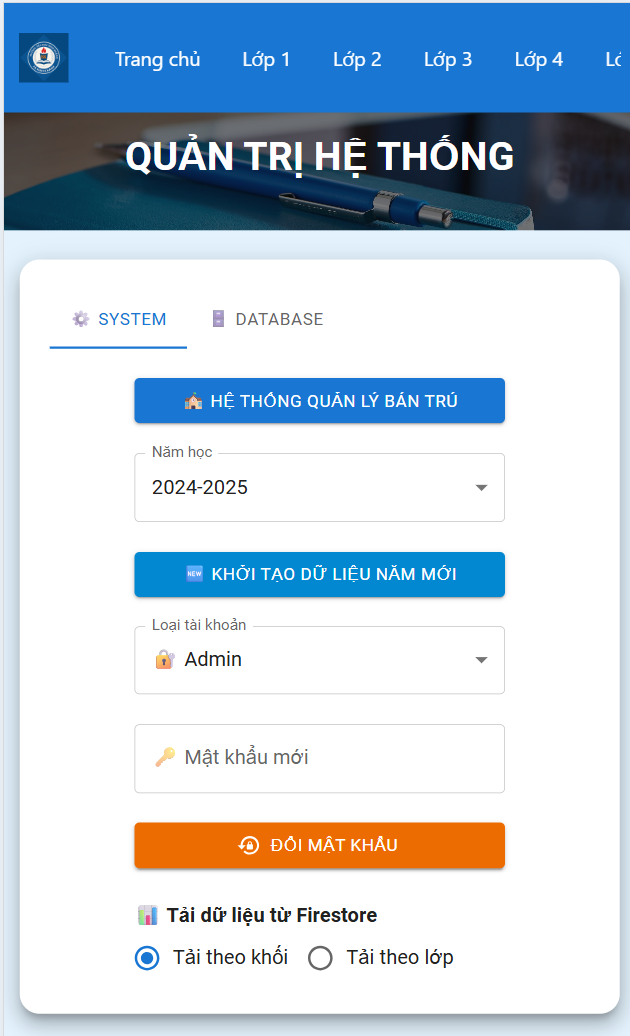 Trang chủ Lớp 1 Lớp 2 Lớp 3 Lớp 4
QUẢN TRỊ HỆ THỐNG
SYSTEM DATABASE
HỆ THỐNG QUẢN LÝ BÁN TRÚ
Năm học
2024-2025
NEW KHỞI TẠO DỮ LIỆU NĂM MỚI
Loại tài khoản
Admin
Mật khẩu mới
ĐỔI MẬT KHẨU
Tải dữ liệu từ Firestore
Tải theo khối Tải theo lớp